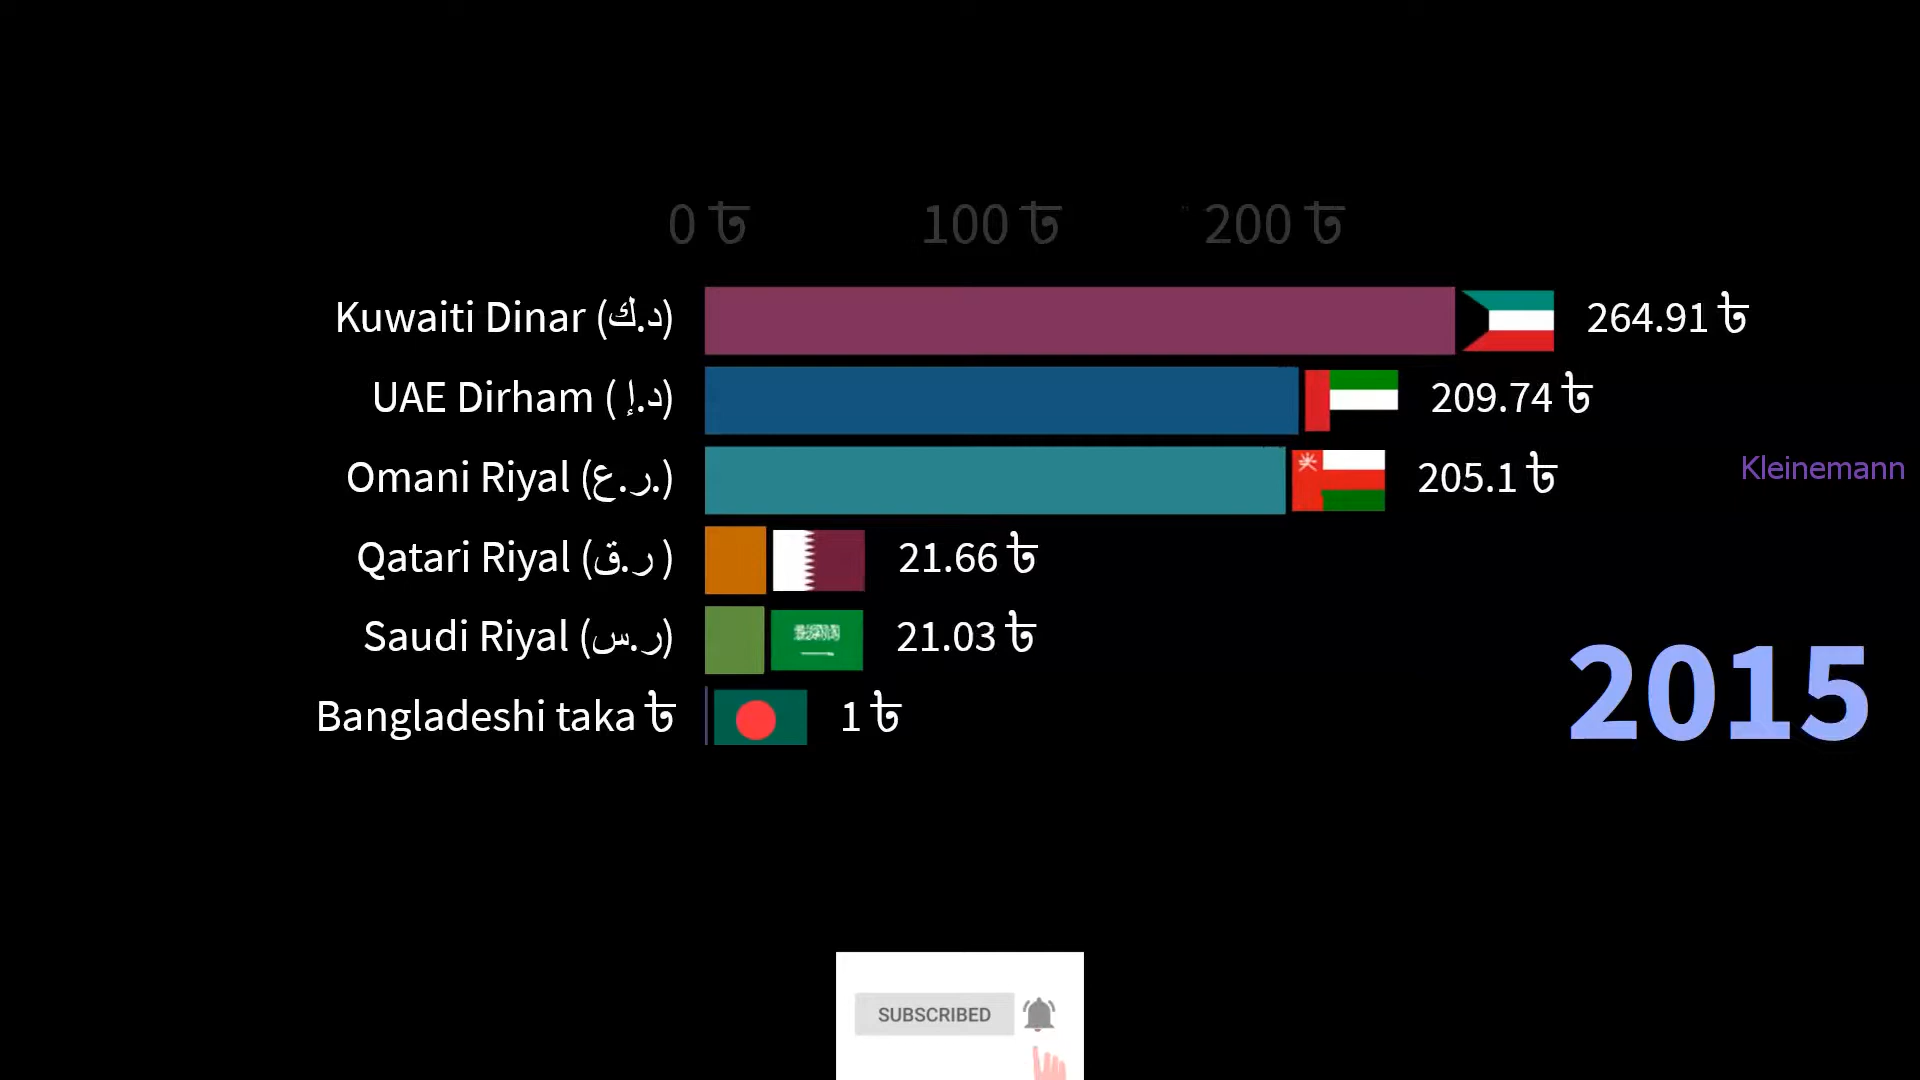 0 ৳ 100 ৳ 200 ৳
Kuwaiti Dinar (د.ك) 264.91 ৳
UAE Dirham ( د.إ) 209.74 ৳
Omani Riyal (ر.ع.) 205.1 ৳
Kleinemann
Qatari Riyal (ر.ق ) 21.66 ৳
Saudi Riyal (ر.س) 21.03 ৳
2015
Bangladeshi taka ৳ 1 ৳
SUBSCRIBED